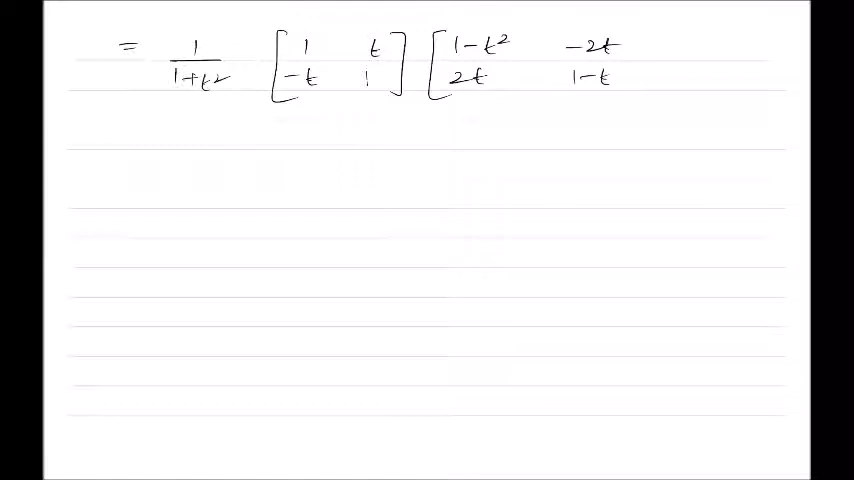 = 1/(1+t²) [1 t; -t 1] [1-t² -2t; 2t 1-t